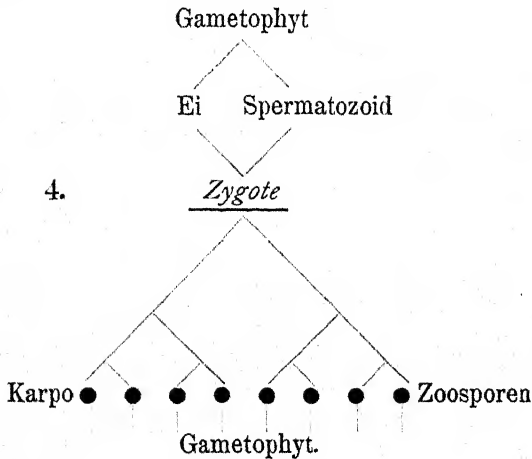 Gametophyt
Ei Spermatozoid
4. Zygote
Karpo Zoosporen
Gametophyt.